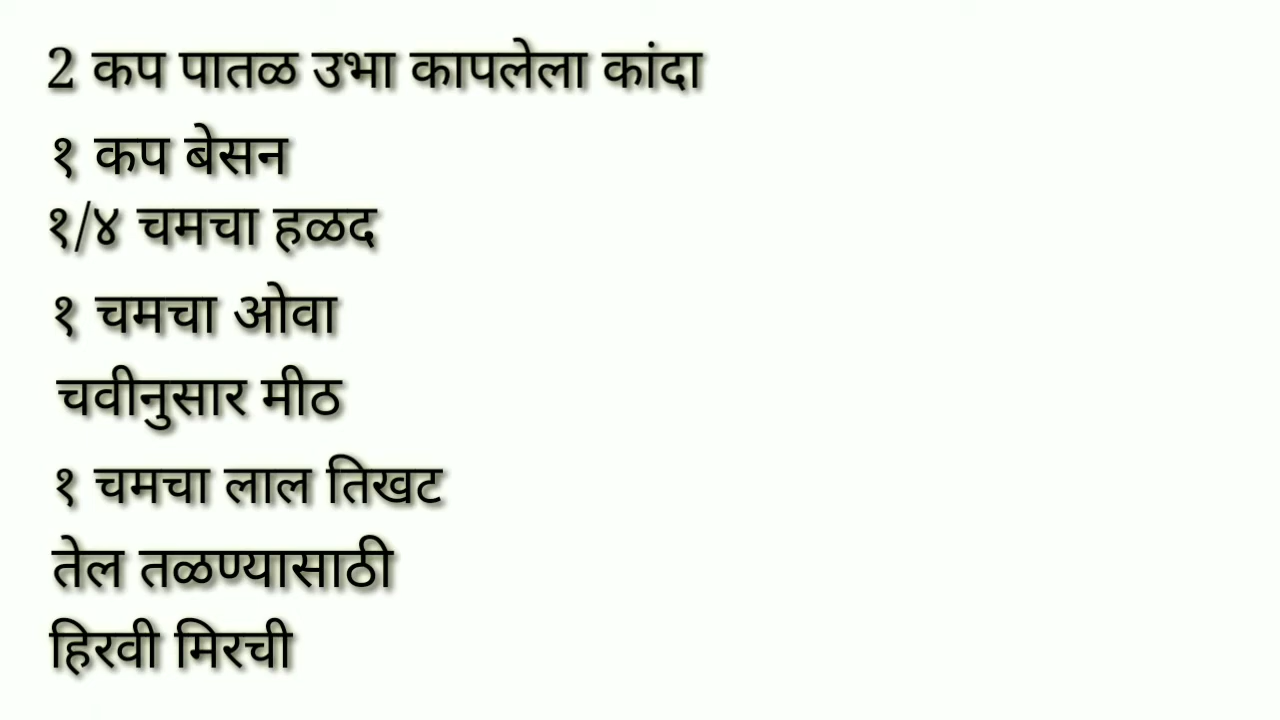 2 कप पातळ उभा कापलेला कांदा
१ कप बेसन
१/४ चमचा हळद
१ चमचा ओवा
चवीनुसार मीठ
१ चमचा लाल तिखट
तेल तळण्यासाठी
हिरवी मिरची